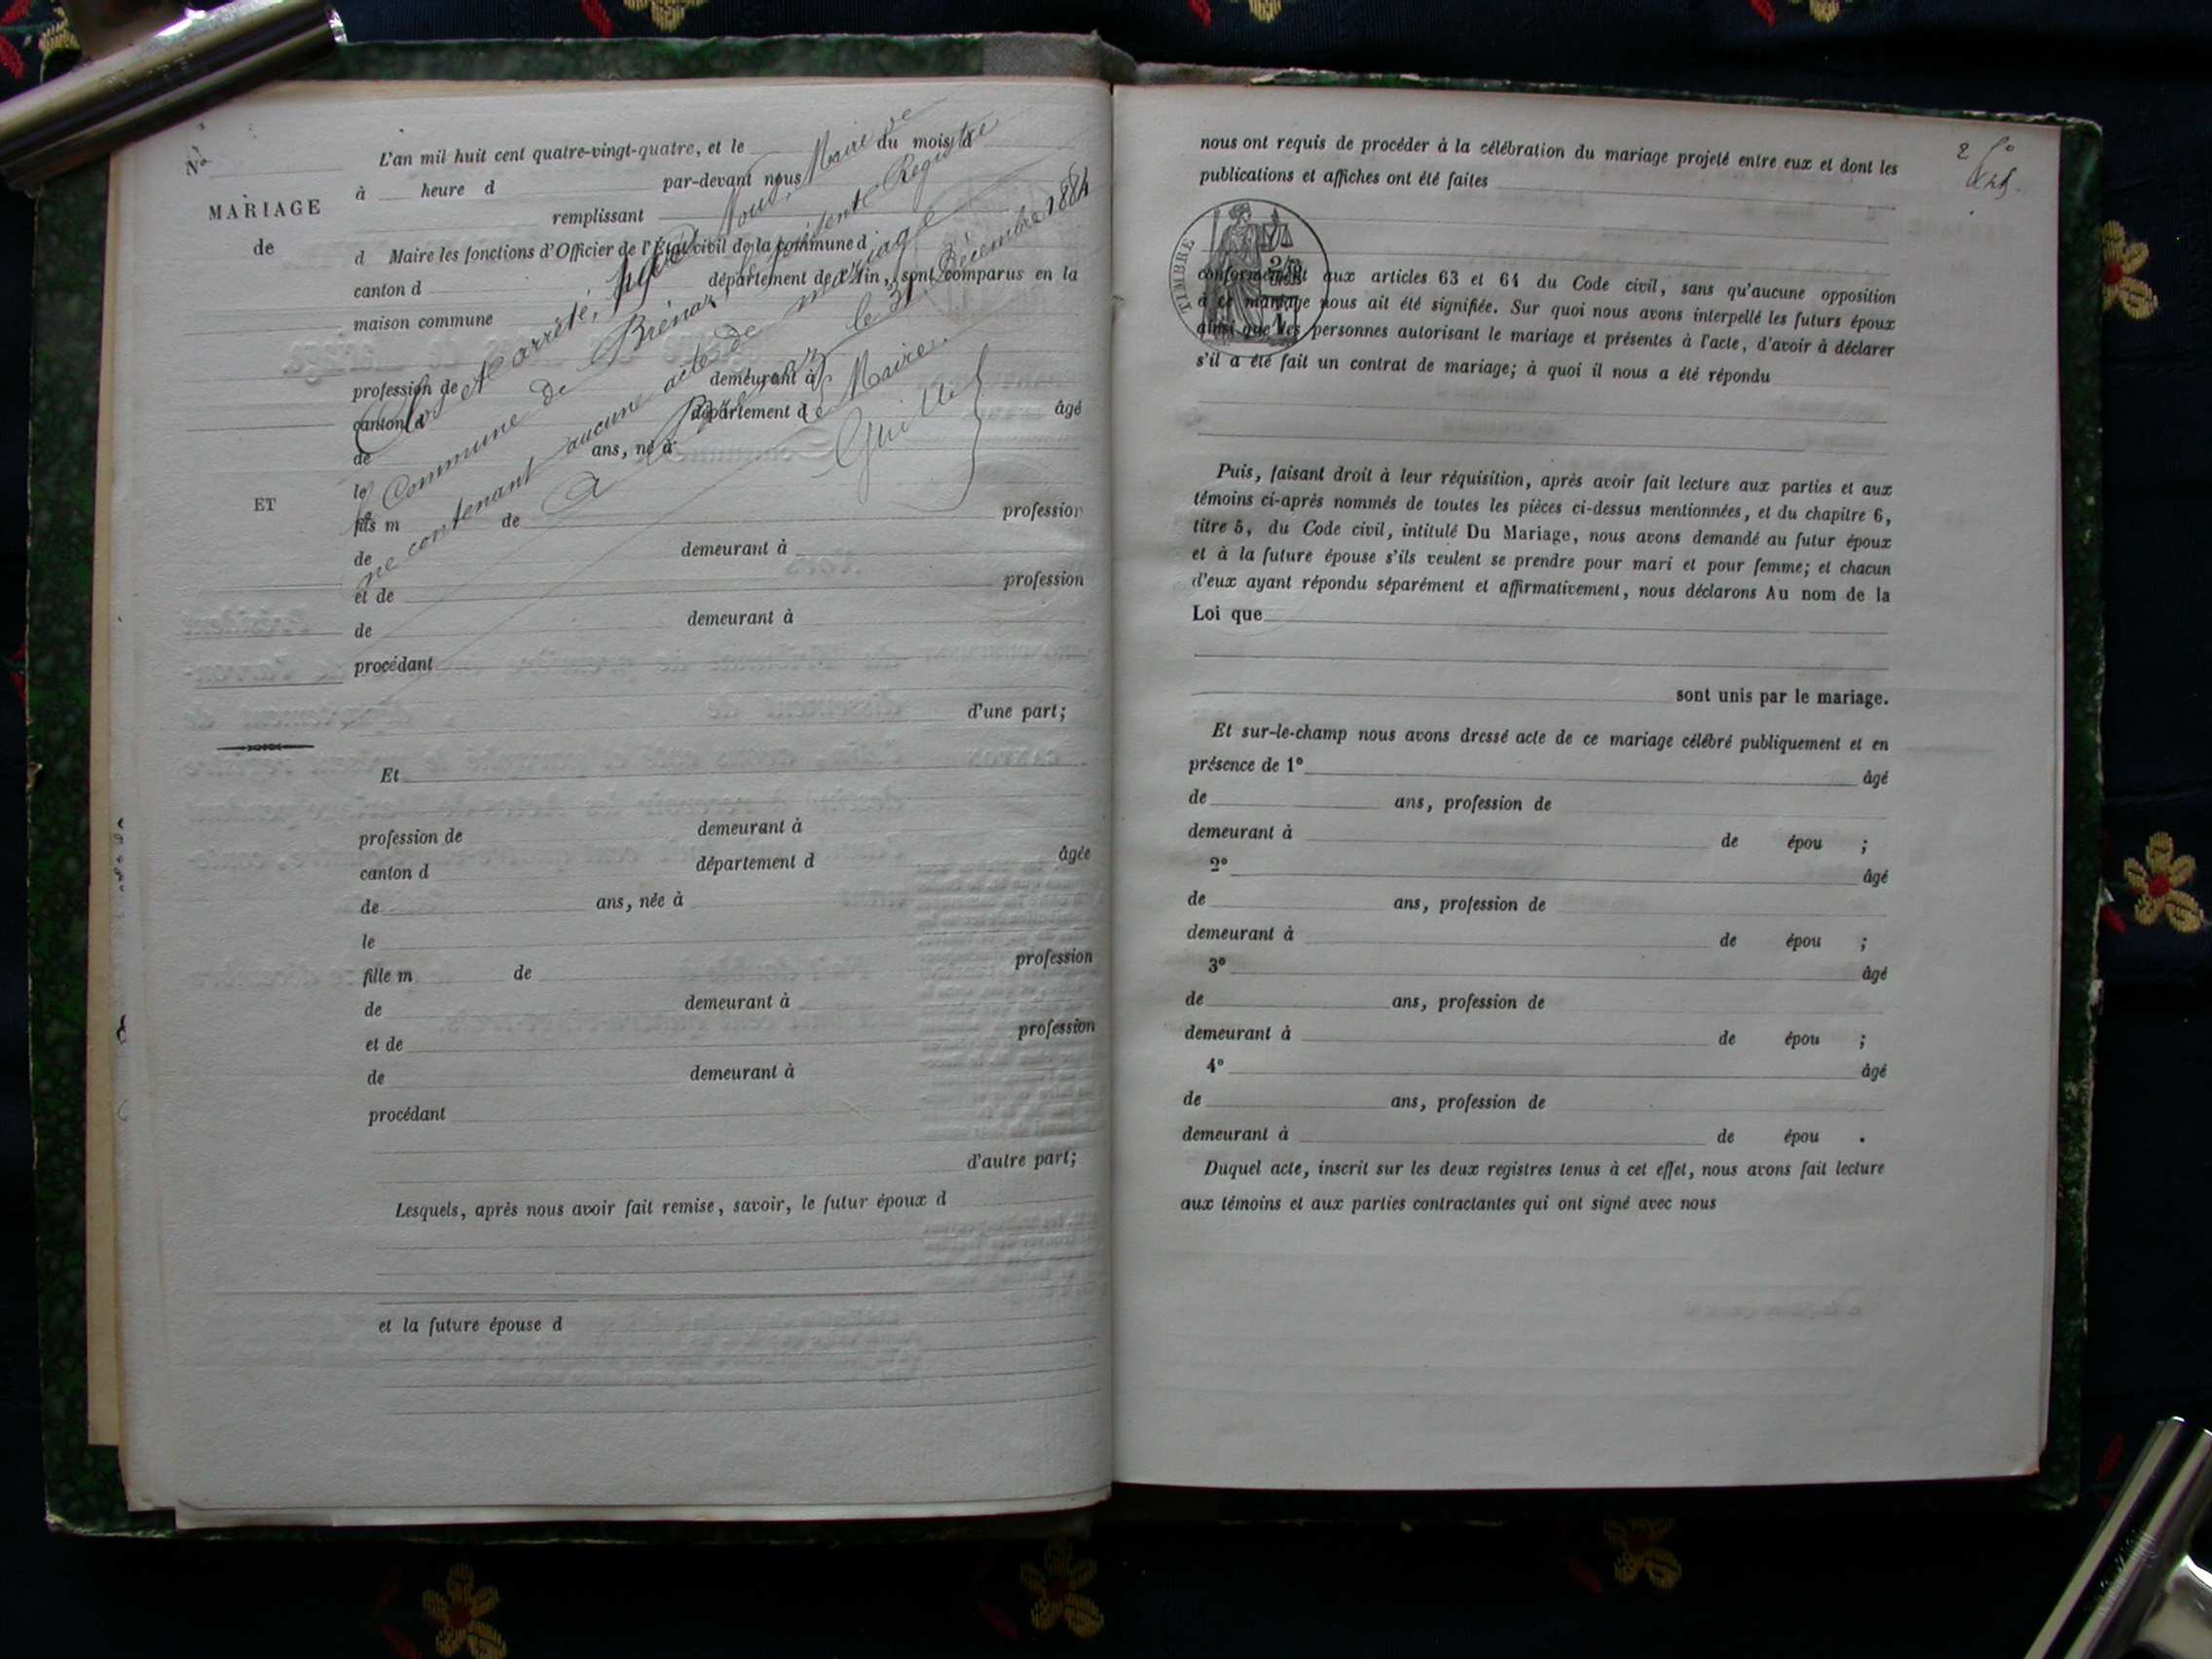 N°
MARIAGE
de
ET
L'an mil huit cent quatre-vingt-quatre, et le du mois d
à heure d par-devant nous
remplissant
d Maire les fonctions d'Officier de l'État civil de la commune d
canton d département de l'Ain, sont comparus en la
maison commune
profession de demeurant à
canton d département d âgé
de ans, né à
le
fils m de profession
de demeurant à
et de profession
de demeurant à
procédant
d'une part;
Clos et arrêté, par Nous, Maire de
la Commune de Brénaz, le présent Registre
ne contenant aucun acte de mariage
A Brénaz le 31 Décembre 1884
Le Maire.
Et
profession de demeurant à
canton d département d âgée
de ans, née à
le
fille m de profession
de demeurant à
et de profession
de demeurant à
procédant
d'autre part;
Lesquels, après nous avoir fait remise, savoir, le futur époux d
et la future épouse d
2
nous ont requis de procéder à la célébration du mariage projeté entre eux et dont les
publications et affiches ont été faites
TIMBRE
conformément aux articles 63 et 64 du Code civil, sans qu'aucune opposition
à ce mariage nous ait été signifiée. Sur quoi nous avons interpellé les futurs époux
ainsi que les personnes autorisant le mariage et présentes à l'acte, d'avoir à déclarer
s'il a été fait un contrat de mariage; à quoi il nous a été répondu
Puis, faisant droit à leur réquisition, après avoir fait lecture aux parties et aux
témoins ci-après nommés de toutes les pièces ci-dessus mentionnées, et du chapitre 6,
titre 5, du Code civil, intitulé Du Mariage, nous avons demandé au futur époux
et à la future épouse s'ils veulent se prendre pour mari et pour femme; et chacun
d'eux ayant répondu séparément et affirmativement, nous déclarons Au nom de la
Loi que
sont unis par le mariage.
Et sur-le-champ nous avons dressé acte de ce mariage célébré publiquement et en
présence de 1° âgé
de ans, profession de
demeurant à de épou ;
2° âgé
de ans, profession de
demeurant à de épou ;
3° âgé
de ans, profession de
demeurant à de épou ;
4° âgé
de ans, profession de
demeurant à de épou .
Duquel acte, inscrit sur les deux registres tenus à cet effet, nous avons fait lecture
aux témoins et aux parties contractantes qui ont signé avec nous